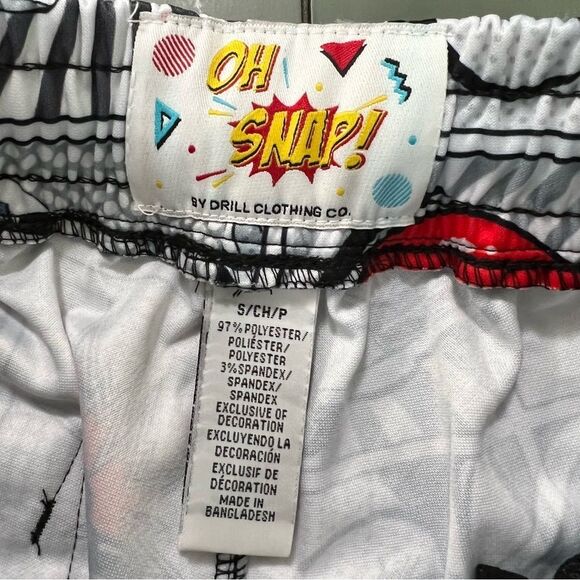 OH
SNAP!
BY DRILL CLOTHING CO.
S/CH/P
97% POLYESTER/
POLIÉSTER/
POLYESTER
3% SPANDEX/
SPANDEX/
SPANDEX
EXCLUSIVE OF
DECORATION
EXCLUYENDO LA
DECORACIÓN
EXCLUSIF DE
DÉCORATION
MADE IN
BANGLADESH